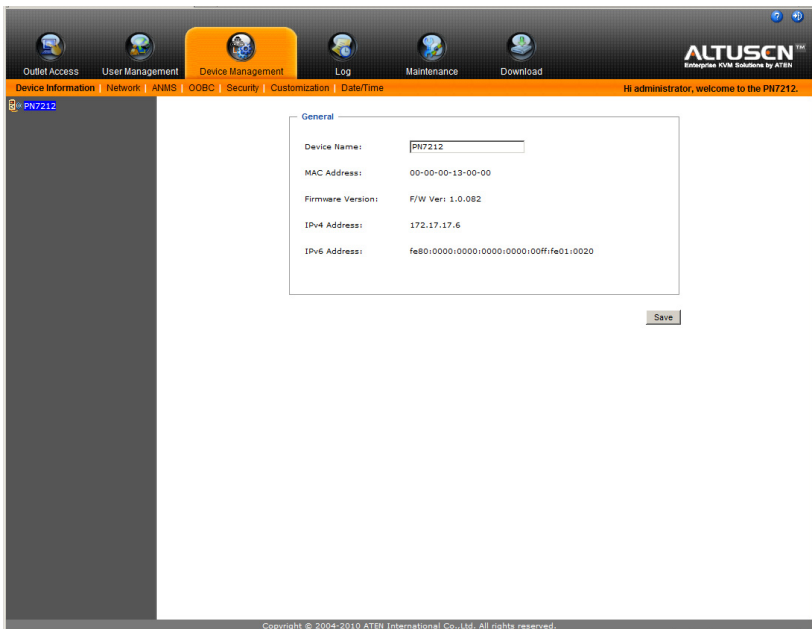 ALTUSEN™
Enterprise KVM Solutions by ATEN
Outlet Access User Management Device Management Log Maintenance Download
Device Information | Network | ANMS | OOBC | Security | Customization | Date/Time Hi administrator, welcome to the PN7212.
PN7212
General
Device Name: PN7212
MAC Address: 00-00-00-13-00-00
Firmware Version: F/W Ver: 1.0.082
IPv4 Address: 172.17.17.6
IPv6 Address: fe80:0000:0000:0000:0000:00ff:fe01:0020
Save
Copyright © 2004-2010 ATEN International Co.,Ltd. All rights reserved.